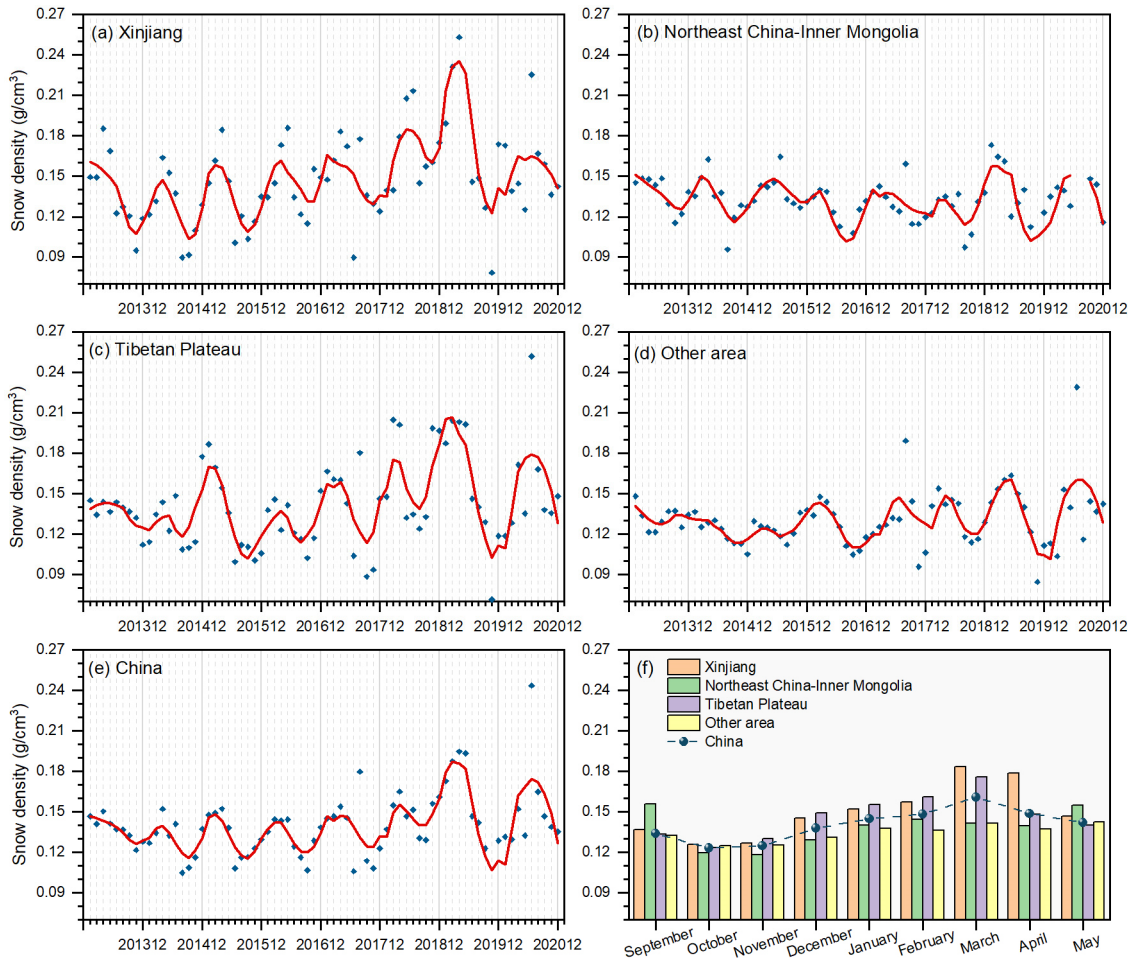 (a) Xinjiang
Snow density (g/cm³)
0.27
0.24
0.21
0.18
0.15
0.12
0.09
201312 201412 201512 201612 201712 201812 201912 202012
(b) Northeast China-Inner Mongolia
0.27
0.24
0.21
0.18
0.15
0.12
0.09
201312 201412 201512 201612 201712 201812 201912 202012
(c) Tibetan Plateau
Snow density (g/cm³)
0.27
0.24
0.21
0.18
0.15
0.12
0.09
201312 201412 201512 201612 201712 201812 201912 202012
(d) Other area
0.27
0.24
0.21
0.18
0.15
0.12
0.09
201312 201412 201512 201612 201712 201812 201912 202012
(e) China
Snow density (g/cm³)
0.27
0.24
0.21
0.18
0.15
0.12
0.09
201312 201412 201512 201612 201712 201812 201912 202012
(f)
Xinjiang
Northeast China-Inner Mongolia
Tibetan Plateau
Other area
China
0.27
0.24
0.21
0.18
0.15
0.12
0.09
September October November December January February March April May